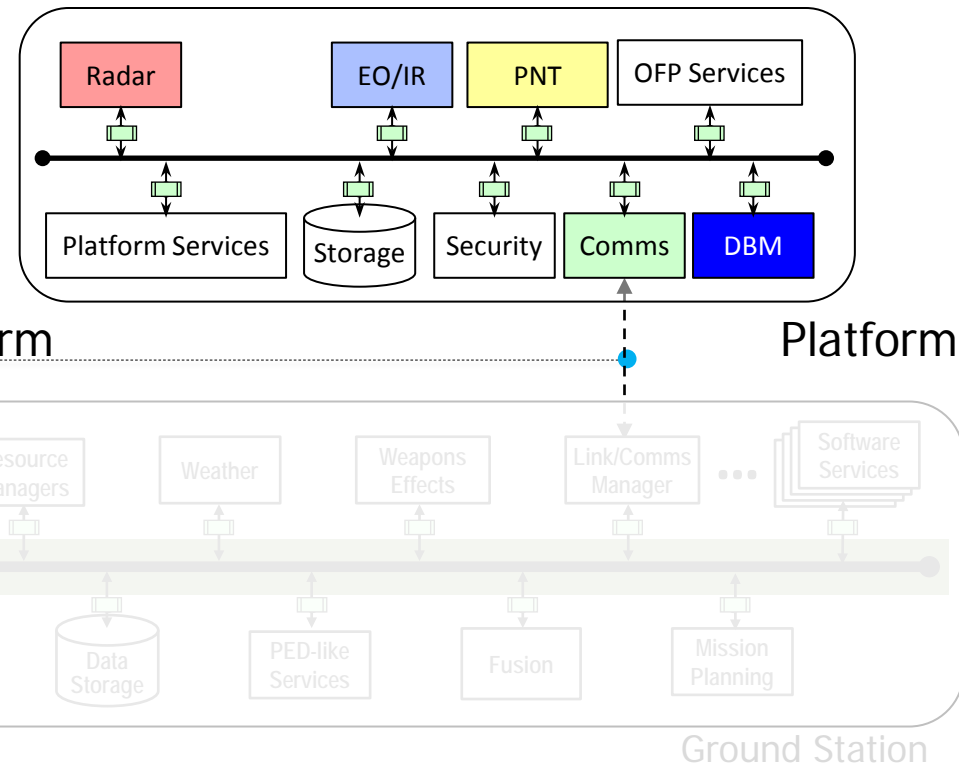 Radar
EO/IR
PNT
OFP Services
Platform Services
Storage
Security
Comms
DBM
rm
Platform
esource
anagers
Weather
Weapons
Effects
Link/Comms
Manager
Software
Services
Data
Storage
PED-like
Services
Fusion
Mission
Planning
Ground Station